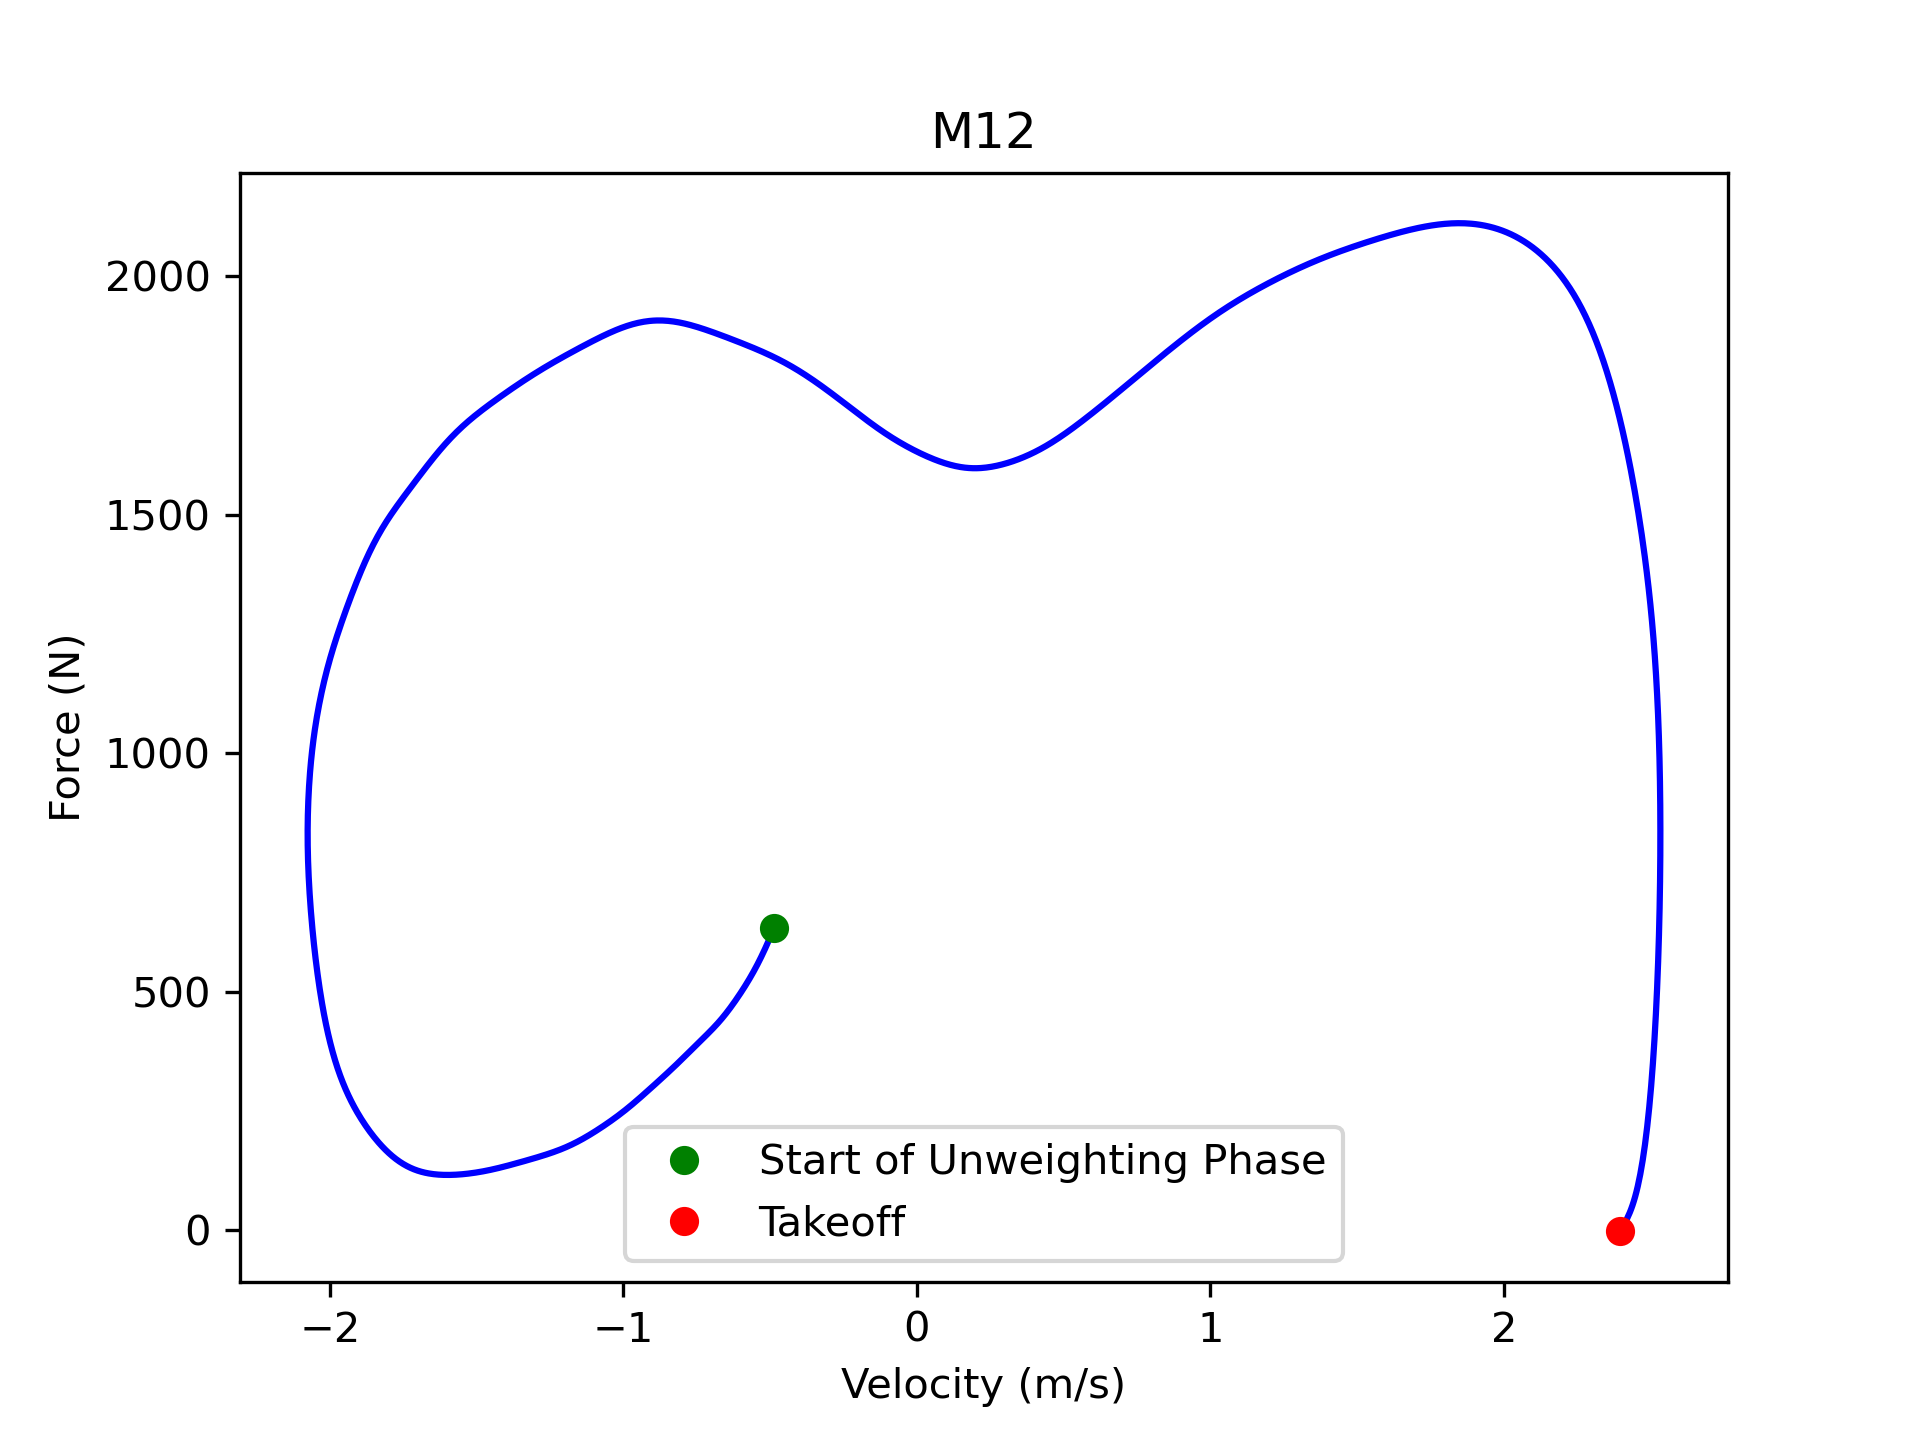 M12
Force (N)
2000
1500
1000
500
0
−2
−1
0
1
2
Velocity (m/s)
Start of Unweighting Phase
Takeoff